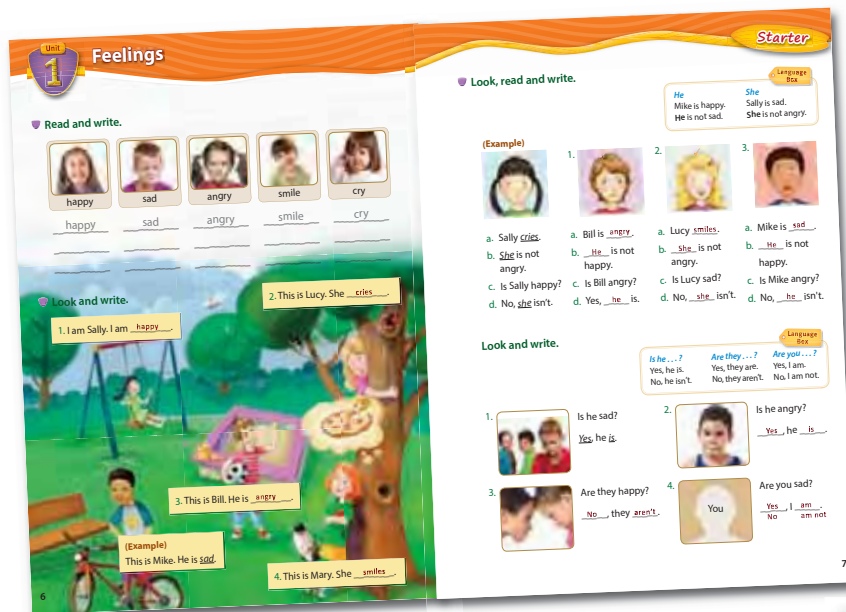 Unit
1
Feelings
Read and write.
happy
sad
angry
smile
cry
happy
sad
angry
smile
cry
Look and write.
1. I am Sally. I am happy.
2. This is Lucy. She cries.
3. This is Bill. He is angry.
(Example)
This is Mike. He is sad.
4. This is Mary. She smiles.
6
Starter
Look, read and write.
Language
Box
He
Mike is happy.
He is not sad.
She
Sally is sad.
She is not angry.
(Example)
a. Sally cries.
b. She is not
angry.
c. Is Sally happy?
d. No, she isn't.
1.
a. Bill is angry.
b. He is not
happy.
c. Is Bill angry?
d. Yes, he is.
2.
a. Lucy smiles.
b. She is not
angry.
c. Is Lucy sad?
d. No, she isn't.
3.
a. Mike is sad.
b. He is not
happy.
c. Is Mike angry?
d. No, he isn't.
Look and write.
Language
Box
Is he . . . ?
Yes, he is.
No, he isn't.
Are they . . . ?
Yes, they are.
No, they aren't.
Are you . . . ?
Yes, I am.
No, I am not.
1.
Is he sad?
Yes, he is.
2.
Is he angry?
Yes, he is.
3.
Are they happy?
No, they aren't.
4.
You
Are you sad?
Yes, I am.
No am not
7